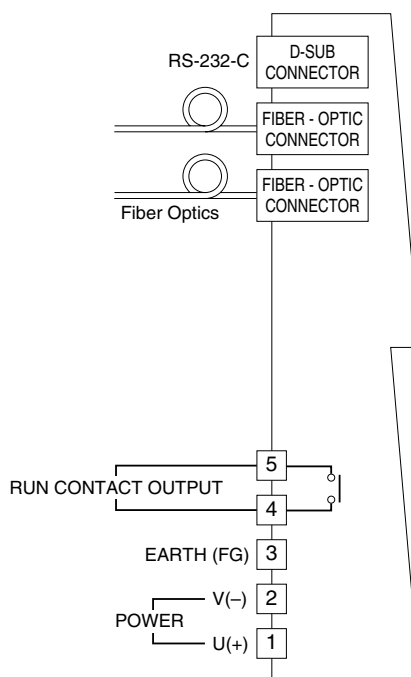 RS-232-C
D-SUB
CONNECTOR
FIBER - OPTIC
CONNECTOR
FIBER - OPTIC
CONNECTOR
Fiber Optics
5
RUN CONTACT OUTPUT
4
EARTH (FG)
3
V(–)
2
POWER
U(+)
1